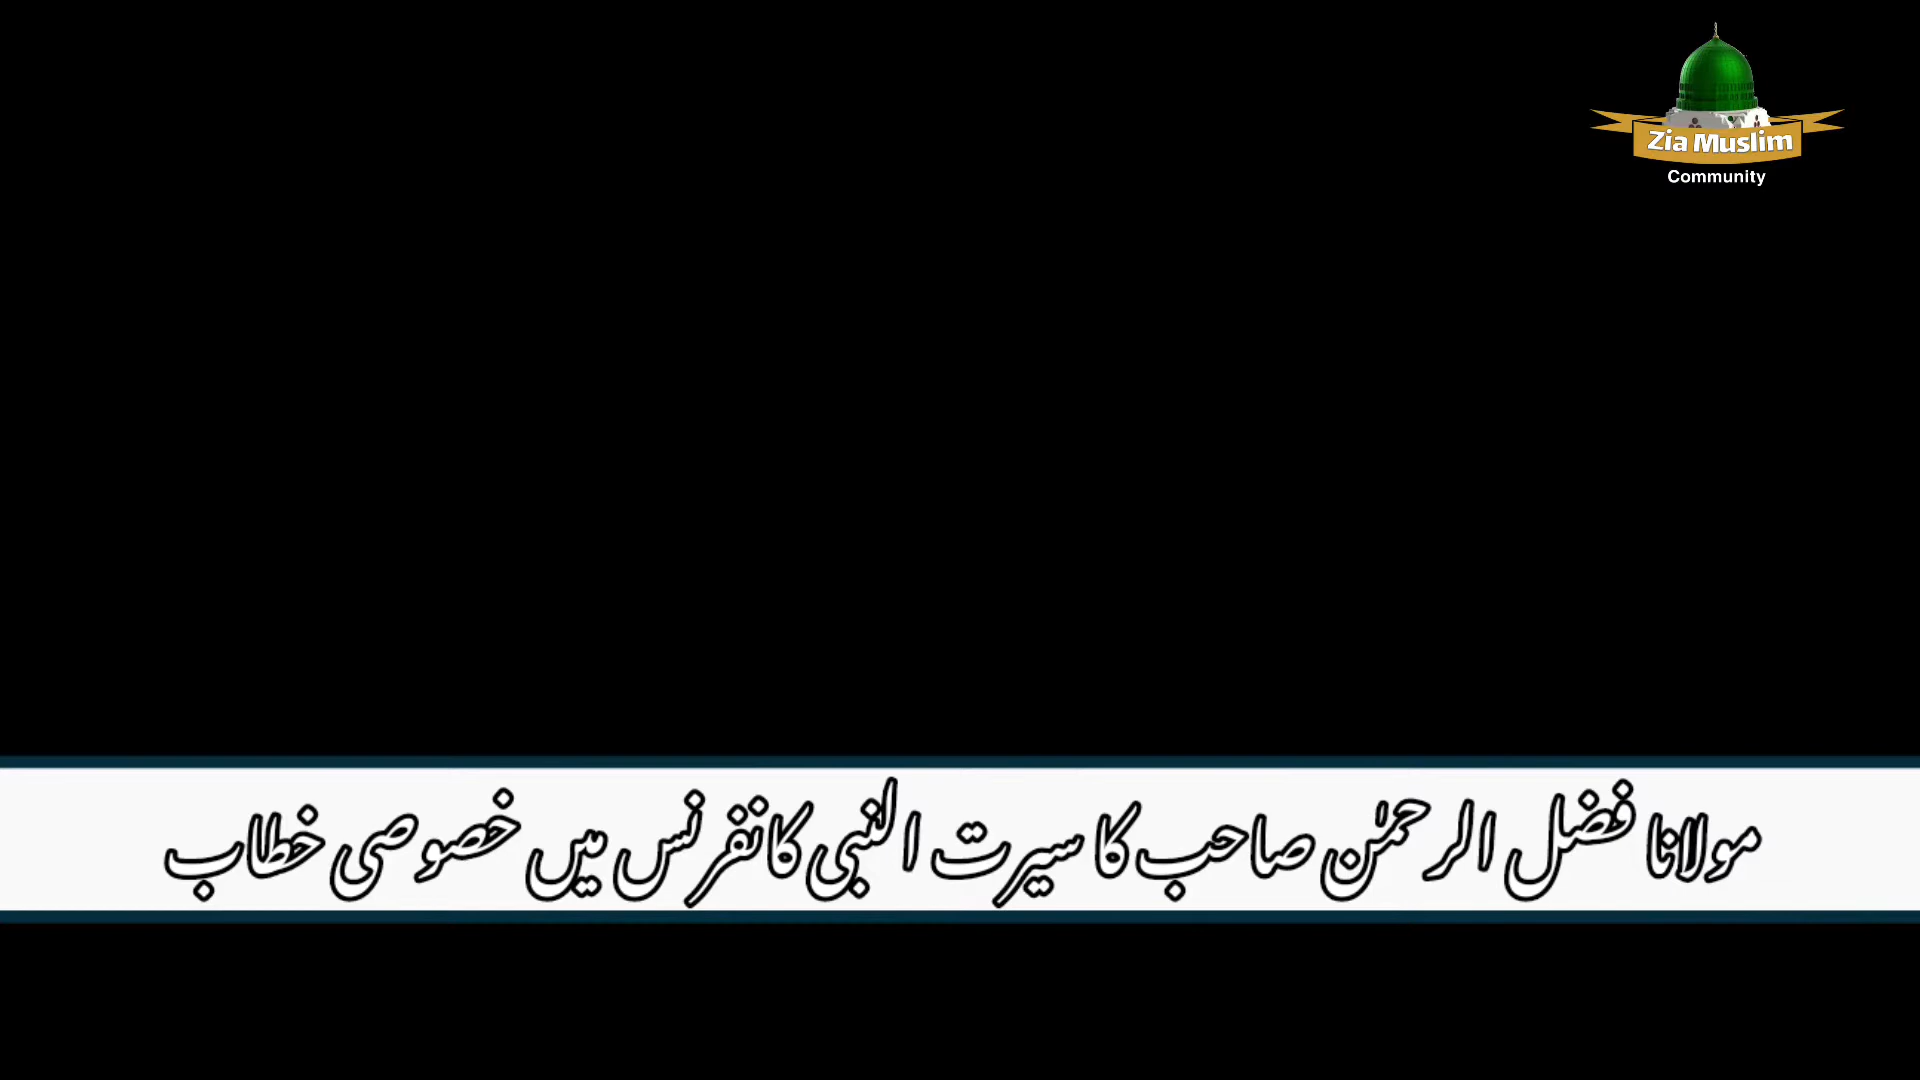 Zia Muslim
Community
مولانا فضل الرحمٰن صاحب کا سیرت النبی کانفرنس میں خصوصی خطاب